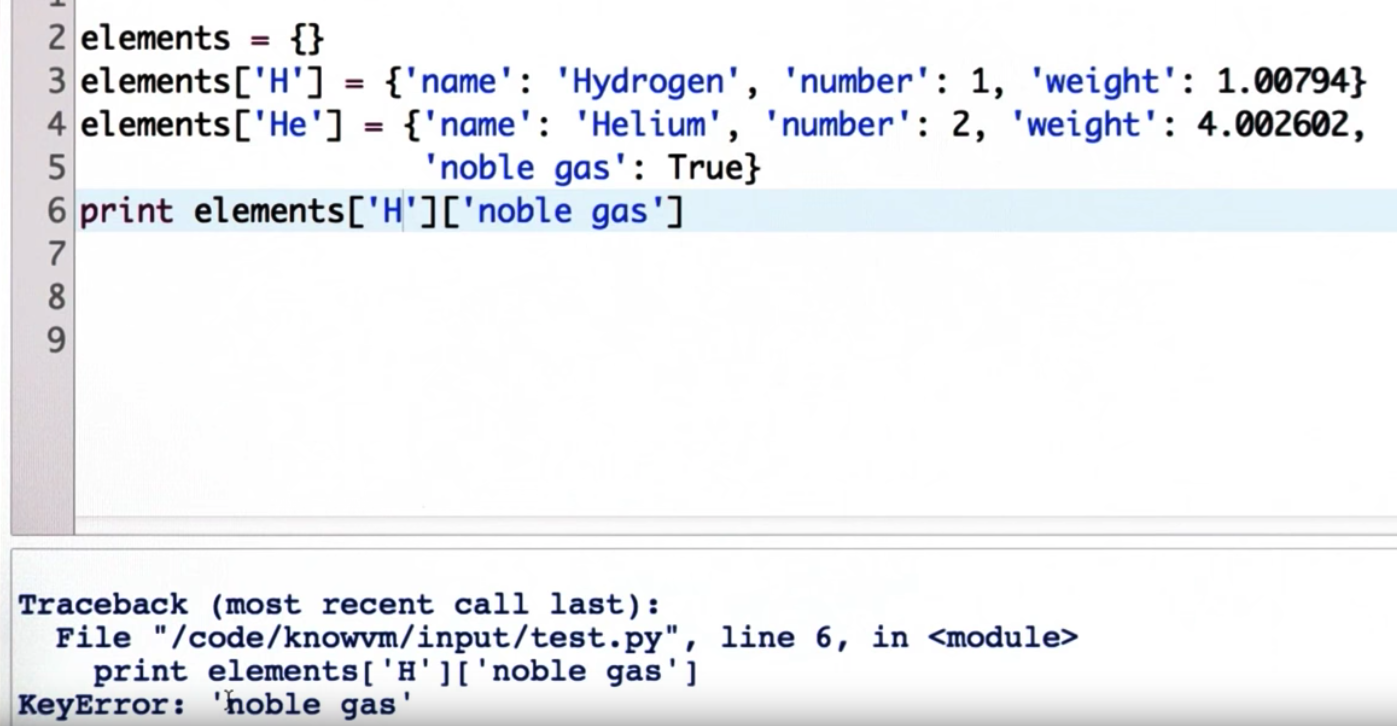 2 elements = {}
3 elements['H'] = {'name': 'Hydrogen', 'number': 1, 'weight': 1.00794}
4 elements['He'] = {'name': 'Helium', 'number': 2, 'weight': 4.002602,
5 'noble gas': True}
6 print elements['H']['noble gas']
7
8
9
Traceback (most recent call last):
File "/code/knowvm/input/test.py", line 6, in <module>
print elements['H']['noble gas']
KeyError: 'noble gas'